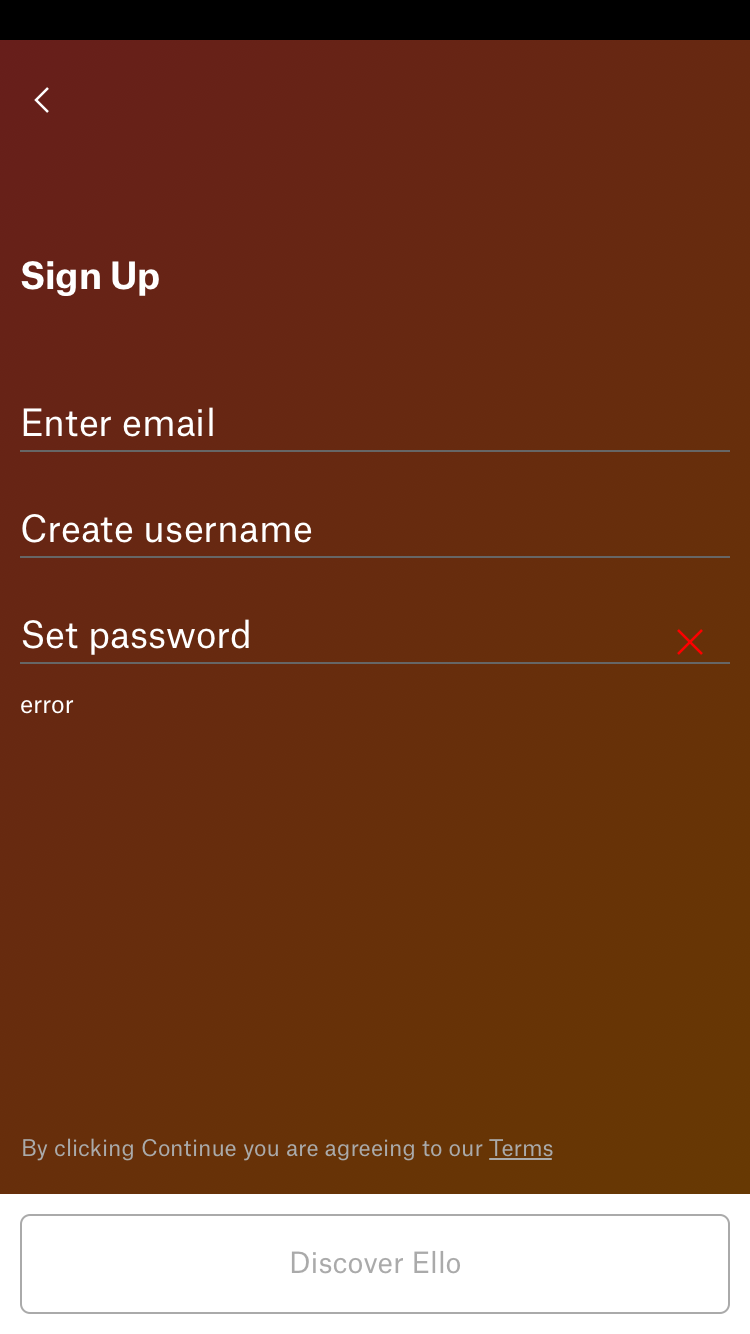 Sign Up
Enter email
Create username
Set password
error
By clicking Continue you are agreeing to our Terms
Discover Ello